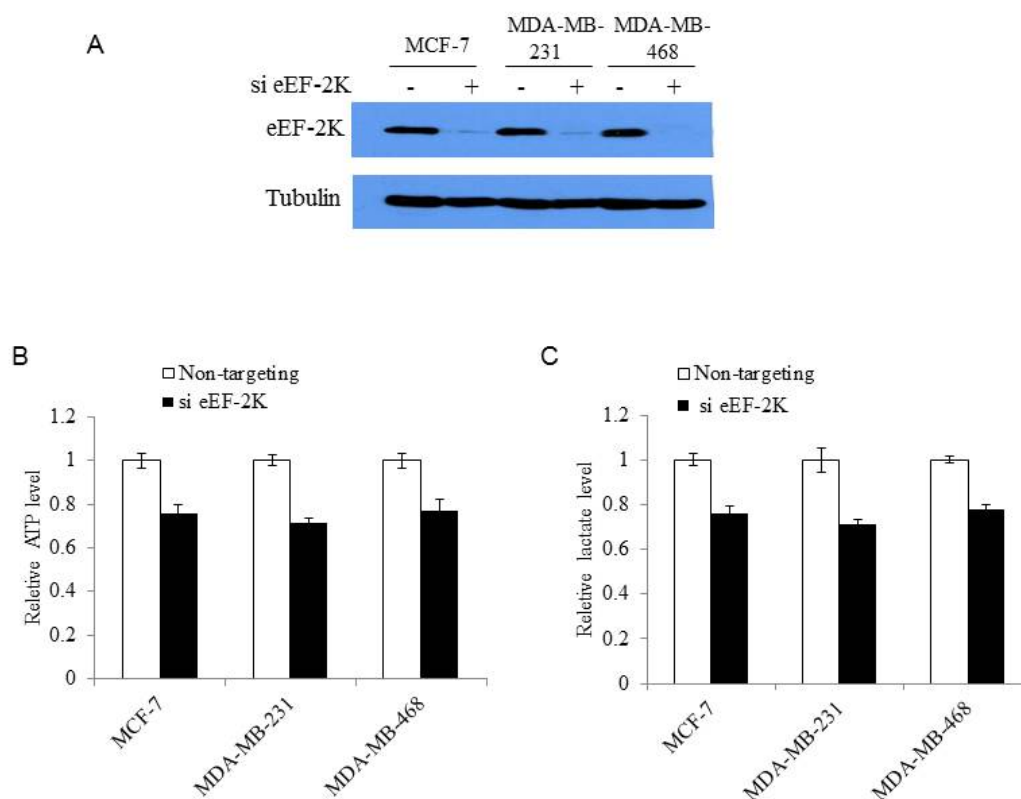 A
MCF-7
MDA-MB-
231
MDA-MB-
468
si eEF-2K - + - + - +
eEF-2K
Tubulin
B
Non-targeting
si eEF-2K
Reletive ATP level
1.2
1
0.8
0.6
0.4
0.2
0
MCF-7
MDA-MB-231
MDA-MB-468
C
Non-targeting
si eEF-2K
Reletive lactate level
1.2
1
0.8
0.6
0.4
0.2
0
MCF-7
MDA-MB-231
MDA-MB-468